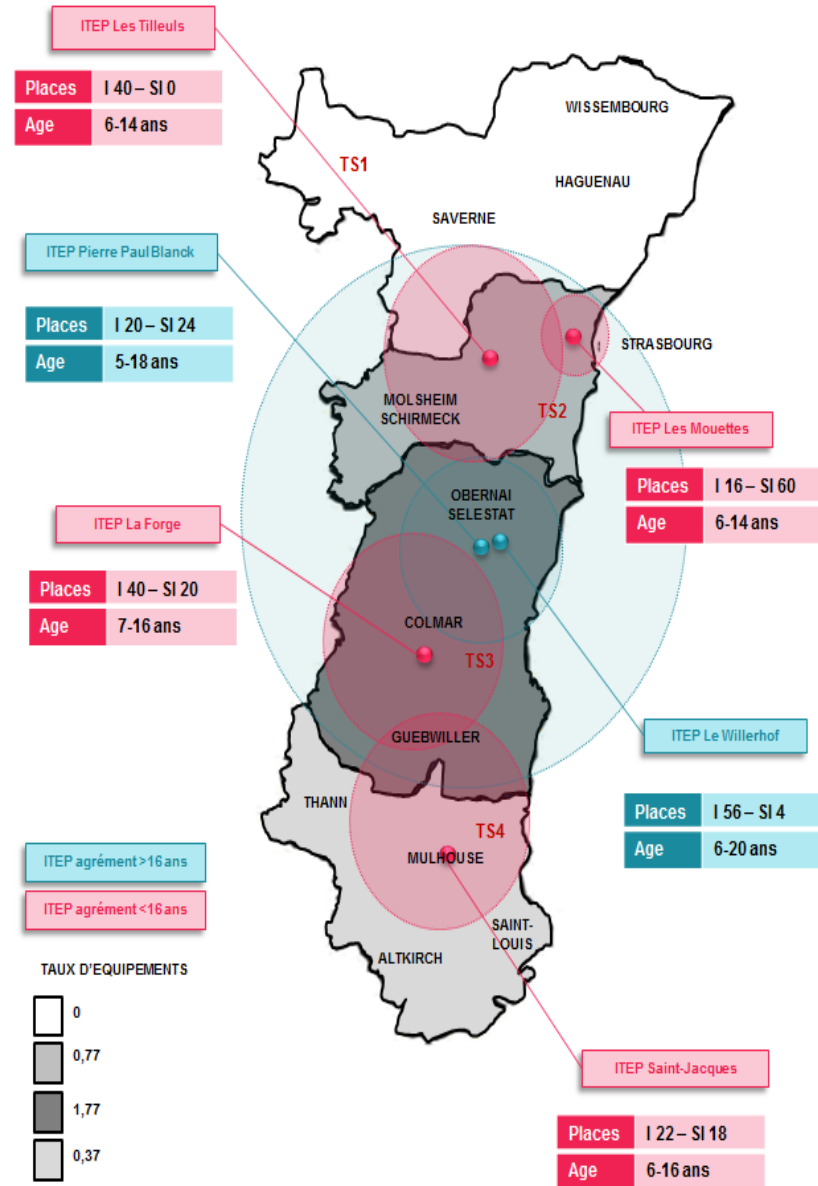 ITEP Les Tilleuls
Places I 40 – SI 0
Age 6-14 ans
WISSEMBOURG
TS1
HAGUENAU
SAVERNE
ITEP Pierre Paul Blanck
Places I 20 – SI 24
Age 5-18 ans
STRASBOURG
MOLSHEIM
SCHIRMECK
TS2
ITEP Les Mouettes
Places I 16 – SI 60
Age 6-14 ans
OBERNAI
SELESTAT
ITEP La Forge
Places I 40 – SI 20
Age 7-16 ans
COLMAR
TS3
GUEBWILLER
ITEP Le Willerhof
Places I 56 – SI 4
Age 6-20 ans
THANN
TS4
MULHOUSE
ITEP agrément >16 ans
ITEP agrément <16 ans
SAINT-
LOUIS
ALTKIRCH
TAUX D'EQUIPEMENTS
0
0,77
1,77
0,37
ITEP Saint-Jacques
Places I 22 – SI 18
Age 6-16 ans